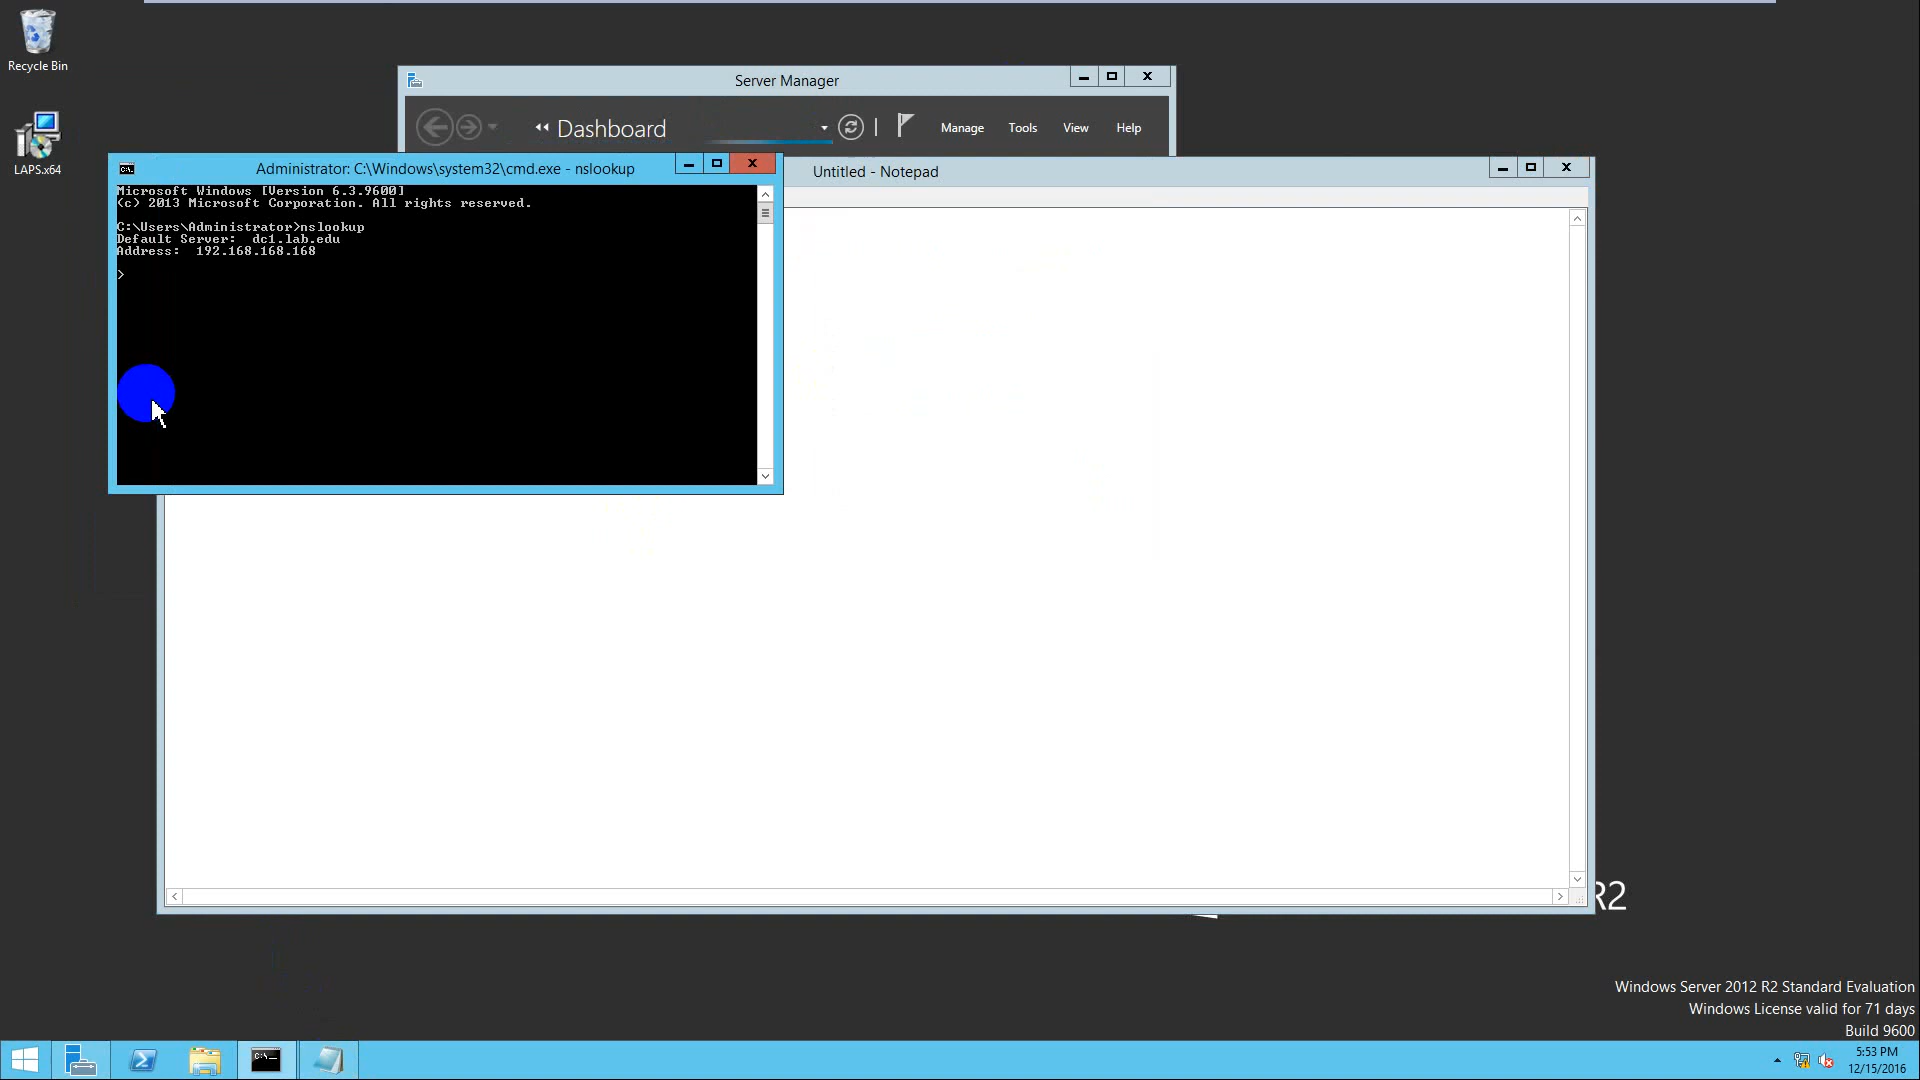 Recycle Bin
LAPS.x64
Server Manager
Dashboard
Manage
Tools
View
Help
Administrator: C:\Windows\system32\cmd.exe - nslookup
Microsoft Windows [Version 6.3.9600]
(c) 2013 Microsoft Corporation. All rights reserved.
C:\Users\Administrator>nslookup
Default Server:  dc1.lab.edu
Address:  192.168.168.168
>
Untitled - Notepad
R2
Windows Server 2012 R2 Standard Evaluation
Windows License valid for 71 days
Build 9600
5:53 PM
12/15/2016